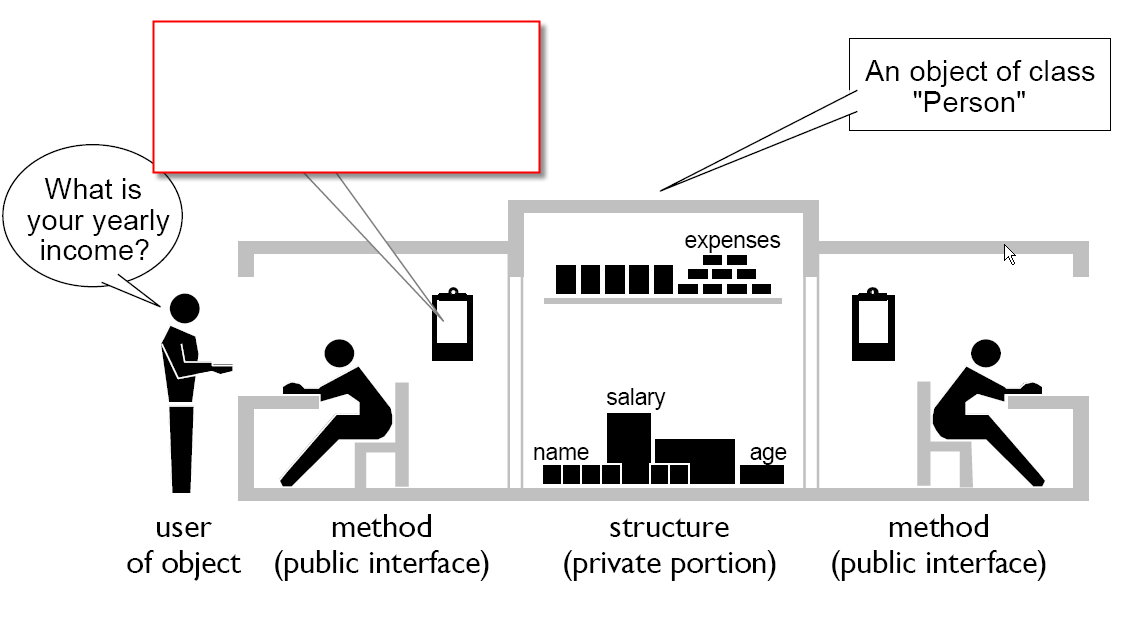 An object of class
"Person"
What is
your yearly
income?
expenses
salary
name
age
user
of object
method
(public interface)
structure
(private portion)
method
(public interface)